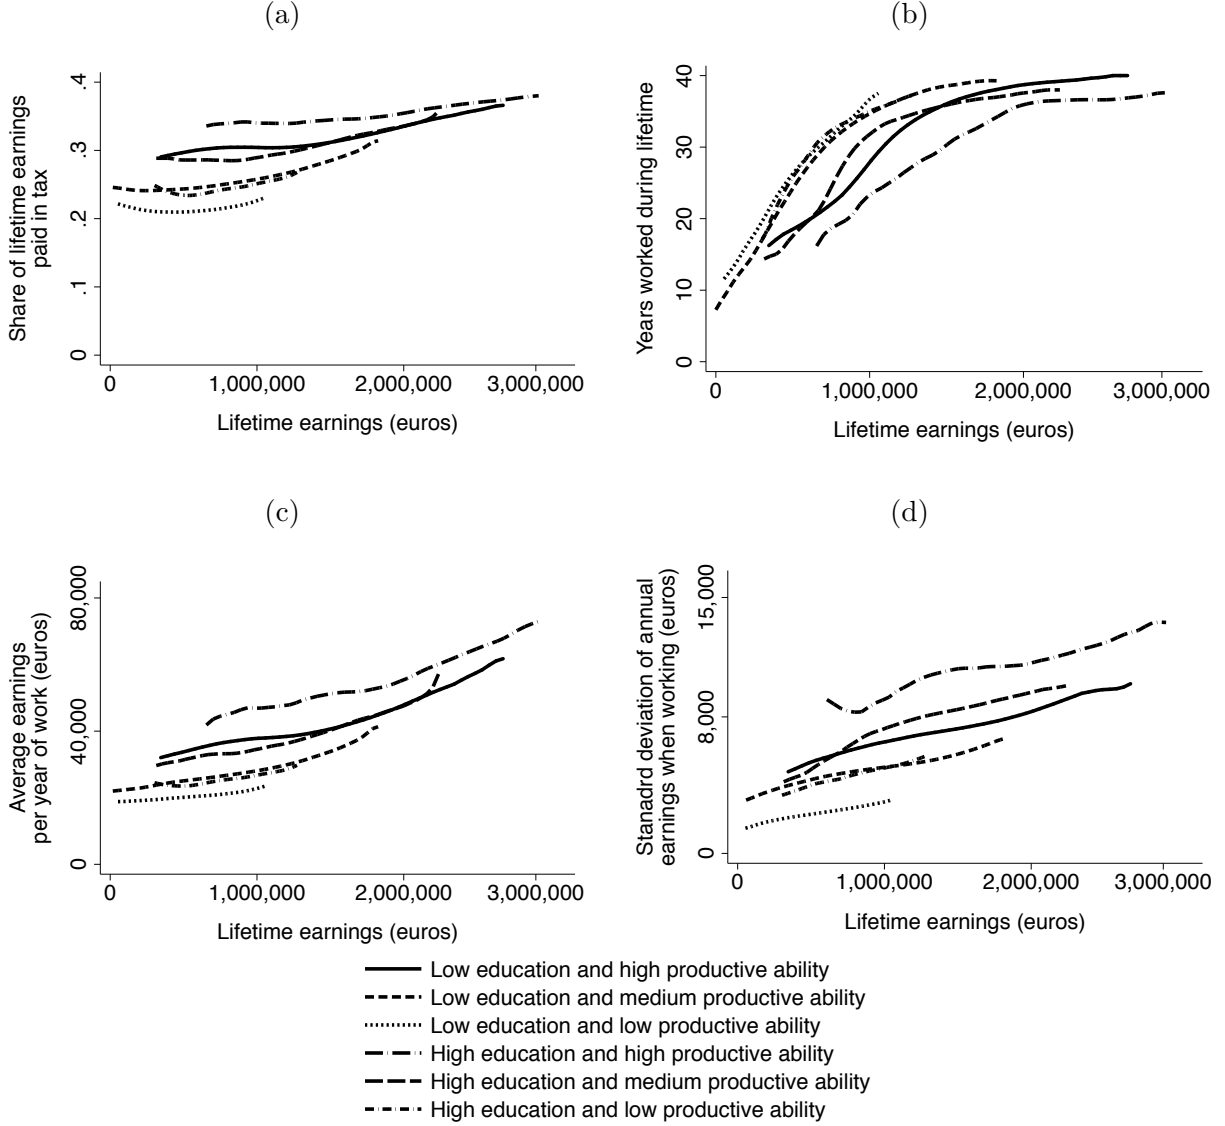 (a)
Share of lifetime earnings
paid in tax
.4
.3
.2
.1
0
0 1,000,000 2,000,000 3,000,000
Lifetime earnings (euros)
(b)
Years worked during lifetime
40
30
20
10
0
0 1,000,000 2,000,000 3,000,000
Lifetime earnings (euros)
(c)
Average earnings
per year of work (euros)
80,000
40,000
0
0 1,000,000 2,000,000 3,000,000
Lifetime earnings (euros)
(d)
Stanadrd deviation of annual
earnings when working (euros)
15,000
8,000
0
0 1,000,000 2,000,000 3,000,000
Lifetime earnings (euros)
Low education and high productive ability
Low education and medium productive ability
Low education and low productive ability
High education and high productive ability
High education and medium productive ability
High education and low productive ability